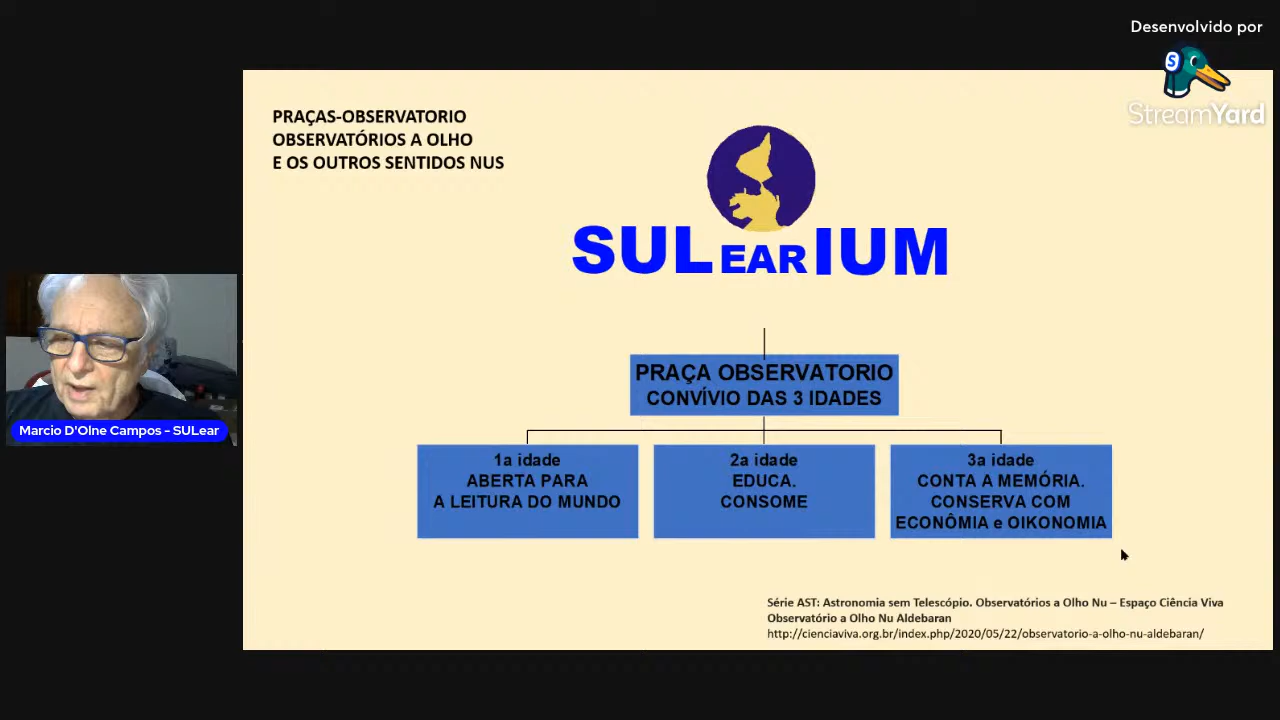 Desenvolvido por
StreamYard
PRAÇAS-OBSERVATORIO
OBSERVATÓRIOS A OLHO
E OS OUTROS SENTIDOS NUS
SULEARIUM
PRAÇA OBSERVATORIO
CONVÍVIO DAS 3 IDADES
1a idade
ABERTA PARA
A LEITURA DO MUNDO
2a idade
EDUCA.
CONSOME
3a idade
CONTA A MEMÓRIA.
CONSERVA COM
ECONÔMIA e OIKONOMIA
Marcio D'Olne Campos - SULear
Série AST: Astronomia sem Telescópio. Observatórios a Olho Nu – Espaço Ciência Viva
Observatório a Olho Nu Aldebaran
http://cienciaviva.org.br/index.php/2020/05/22/observatorio-a-olho-nu-aldebaran/